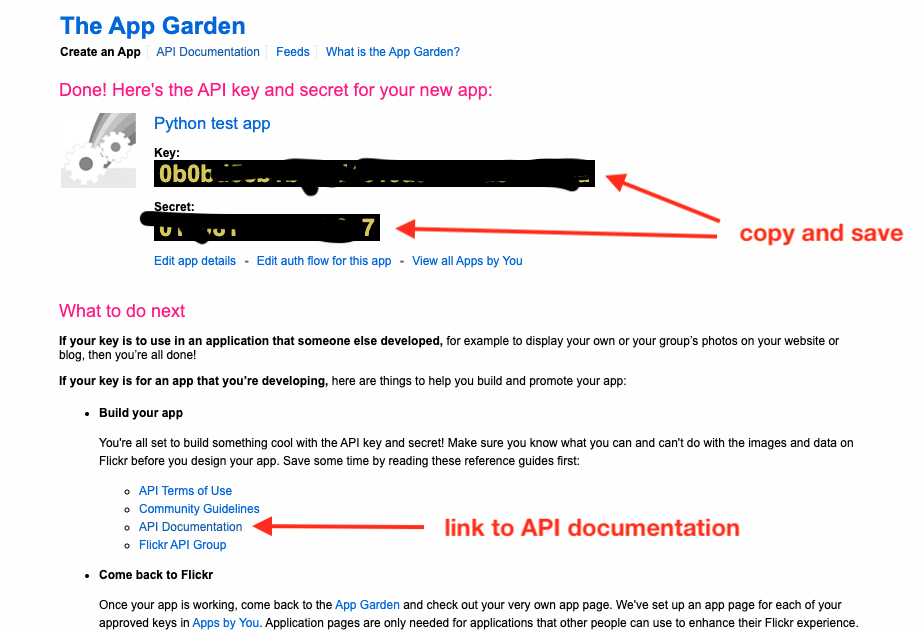 The App Garden
Create an App API Documentation Feeds What is the App Garden?
Done! Here's the API key and secret for your new app:
Python test app
Key:
Secret:
copy and save
Edit app details - Edit auth flow for this app - View all Apps by You
What to do next
If your key is to use in an application that someone else developed, for example to display your own or your group's photos on your website or
blog, then you're all done!
If your key is for an app that you're developing, here are things to help you build and promote your app:
• Build your app
You're all set to build something cool with the API key and secret! Make sure you know what you can and can't do with the images and data on
Flickr before you design your app. Save some time by reading these reference guides first:
API Terms of Use
Community Guidelines
API Documentation
link to API documentation
Flickr API Group
• Come back to Flickr
Once your app is working, come back to the App Garden and check out your very own app page. We've set up an app page for each of your
approved keys in Apps by You. Application pages are only needed for applications that other people can use to enhance their Flickr experience.